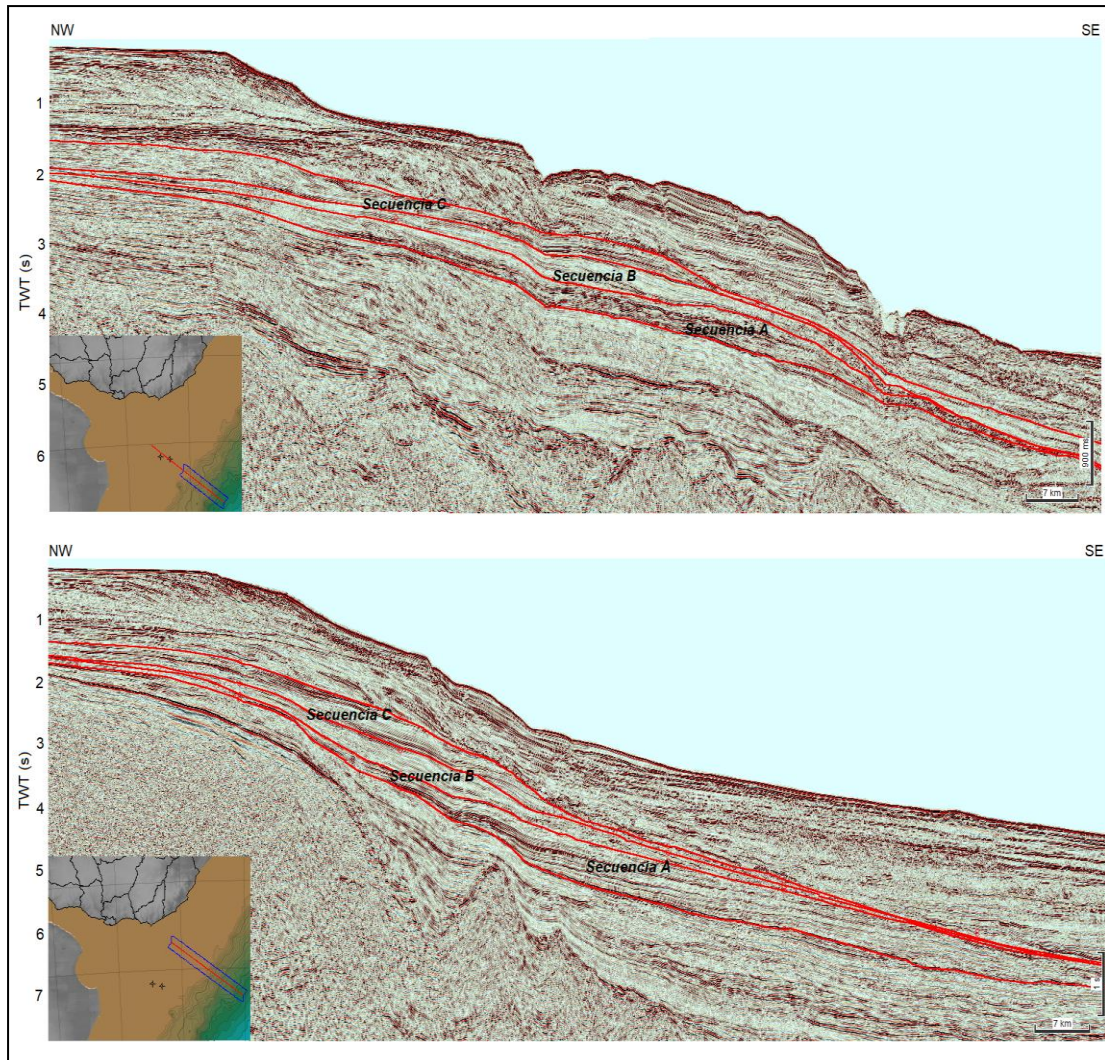 NW SE
1
2
3
4
5
6
TWT (s)
Secuencia C
Secuencia B
Secuencia A
900 ms
7 km
NW SE
1
2
3
4
5
6
7
TWT (s)
Secuencia C
Secuencia B
Secuencia A
1 s
7 km